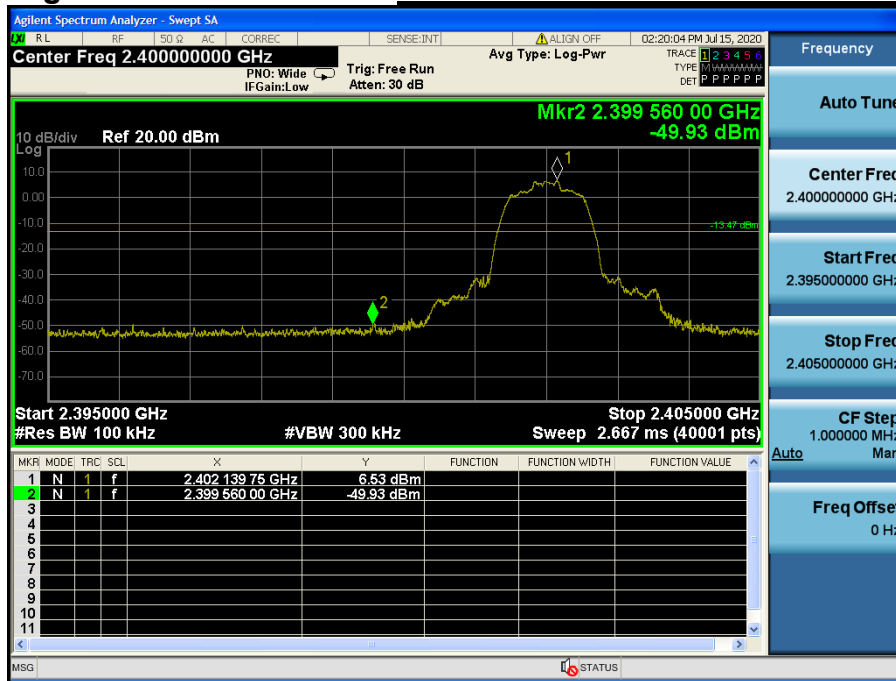 Agilent Spectrum Analyzer - Swept SA
LXI RL RF 50 Ω AC CORREC SENSE:INT ALIGN OFF 02:20:04 PM Jul 15, 2020
Center Freq 2.400000000 GHz
PNO: Wide
IFGain:Low
Trig: Free Run
Atten: 30 dB
Avg Type: Log-Pwr
TRACE 1 2 3 4 5 6
TYPE MWWWWW
DET P P P P P P
Mkr2 2.399 560 00 GHz
-49.93 dBm
10 dB/div Ref 20.00 dBm
Log
10.0
0.00
-10.0
-20.0
-30.0
-40.0
-50.0
-60.0
-70.0
1
-13.47 dBm
2
Start 2.395000 GHz Stop 2.405000 GHz
#Res BW 100 kHz #VBW 300 kHz Sweep 2.667 ms (40001 pts)
MKR MODE TRC SCL X Y FUNCTION FUNCTION WIDTH FUNCTION VALUE
1 N 1 f 2.402 139 75 GHz 6.53 dBm
2 N 1 f 2.399 560 00 GHz -49.93 dBm
3
4
5
6
7
8
9
10
11
MSG STATUS
Frequency
Auto Tune
Center Freq
2.400000000 GHz
Start Freq
2.395000000 GHz
Stop Freq
2.405000000 GHz
CF Step
1.000000 MHz
Auto Man
Freq Offset
0 Hz